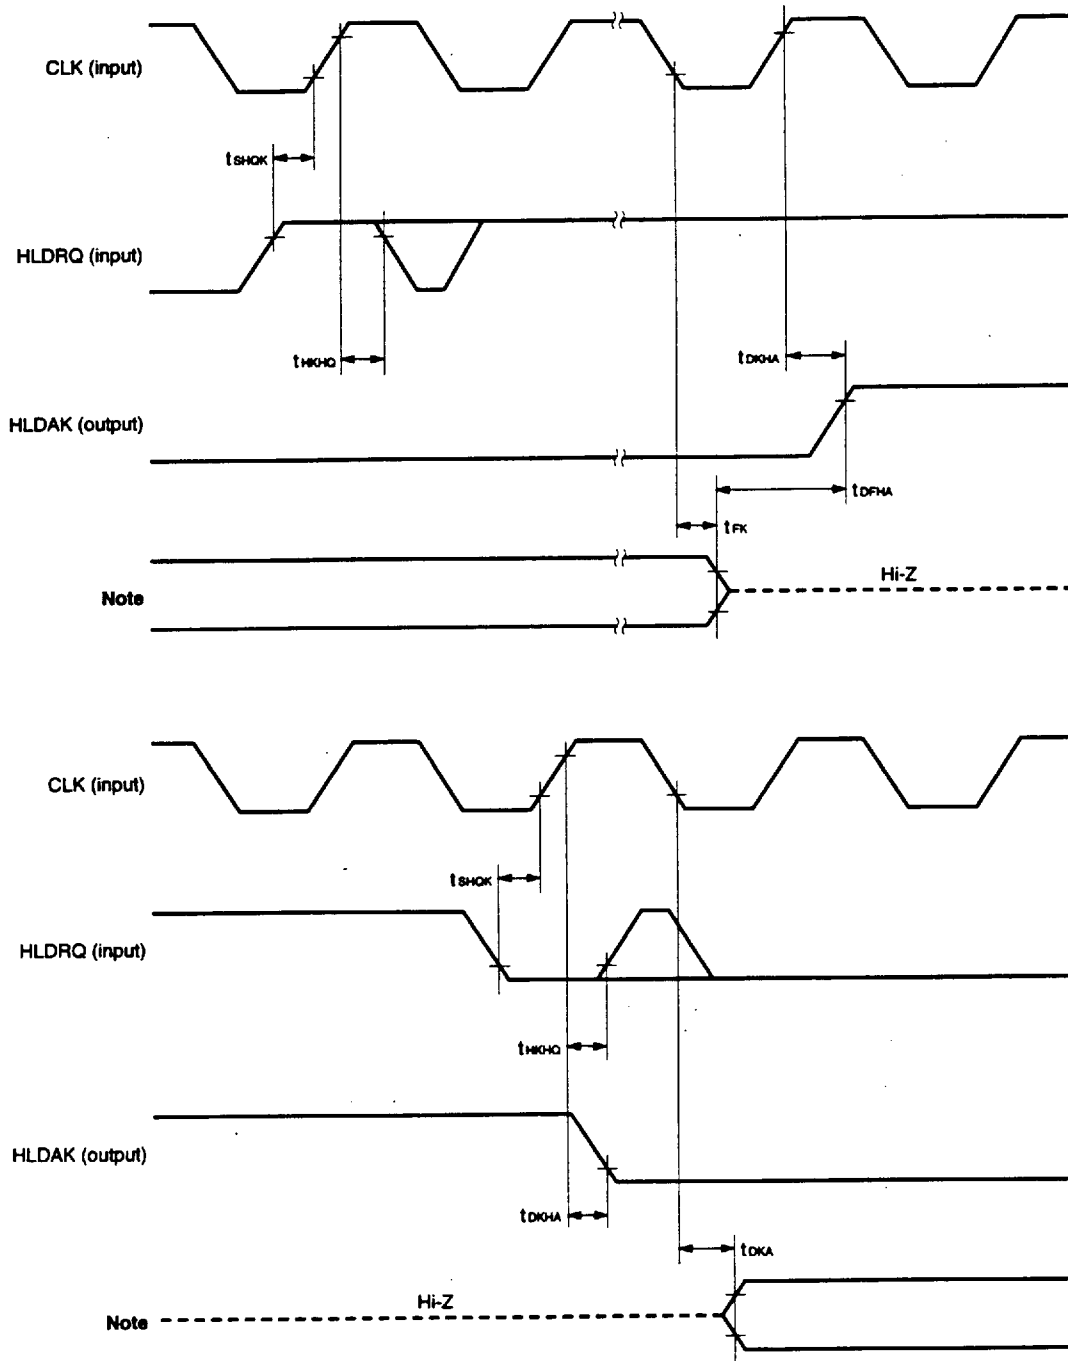 CLK (input)
tSHQK
HLDRQ (input)
tHKHQ
tDKHA
HLDAK (output)
tDFHA
tFK
Hi-Z
Note
CLK (input)
tSHQK
HLDRQ (input)
tHKHQ
HLDAK (output)
tDKHA
tDKA
Hi-Z
Note